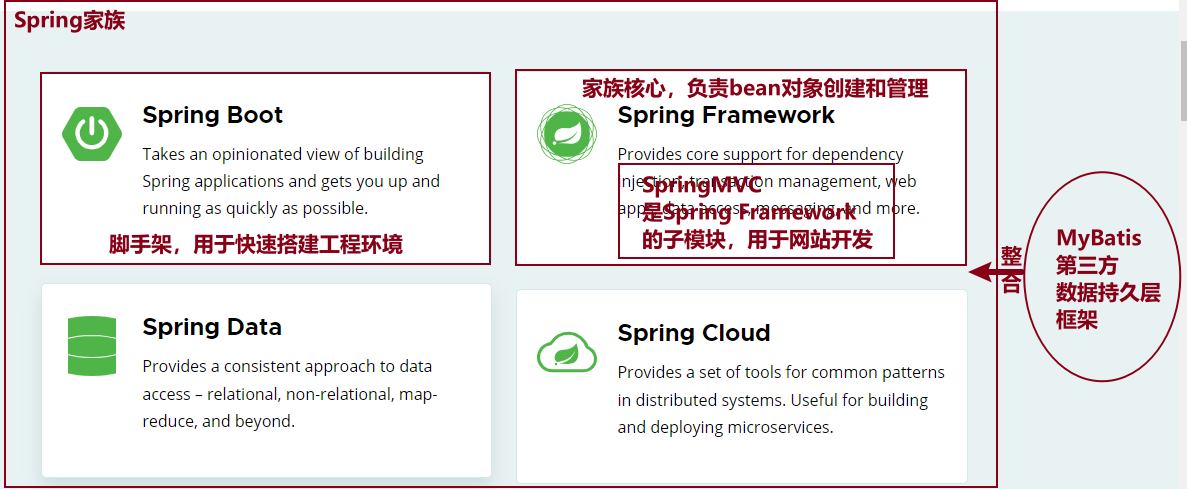 Spring家族
Spring Boot
Takes an opinionated view of building
Spring applications and gets you up and
running as quickly as possible.
脚手架，用于快速搭建工程环境
家族核心，负责bean对象创建和管理
Spring Framework
Provides core support for dependency
injection, transaction management, web
apps, data access, messaging, and more.
SpringMVC
是Spring Framework
的子模块，用于网站开发
Spring Data
Provides a consistent approach to data
access – relational, non-relational, map-
reduce, and beyond.
Spring Cloud
Provides a set of tools for common patterns
in distributed systems. Useful for building
and deploying microservices.
整
合
MyBatis
第三方
数据持久层
框架